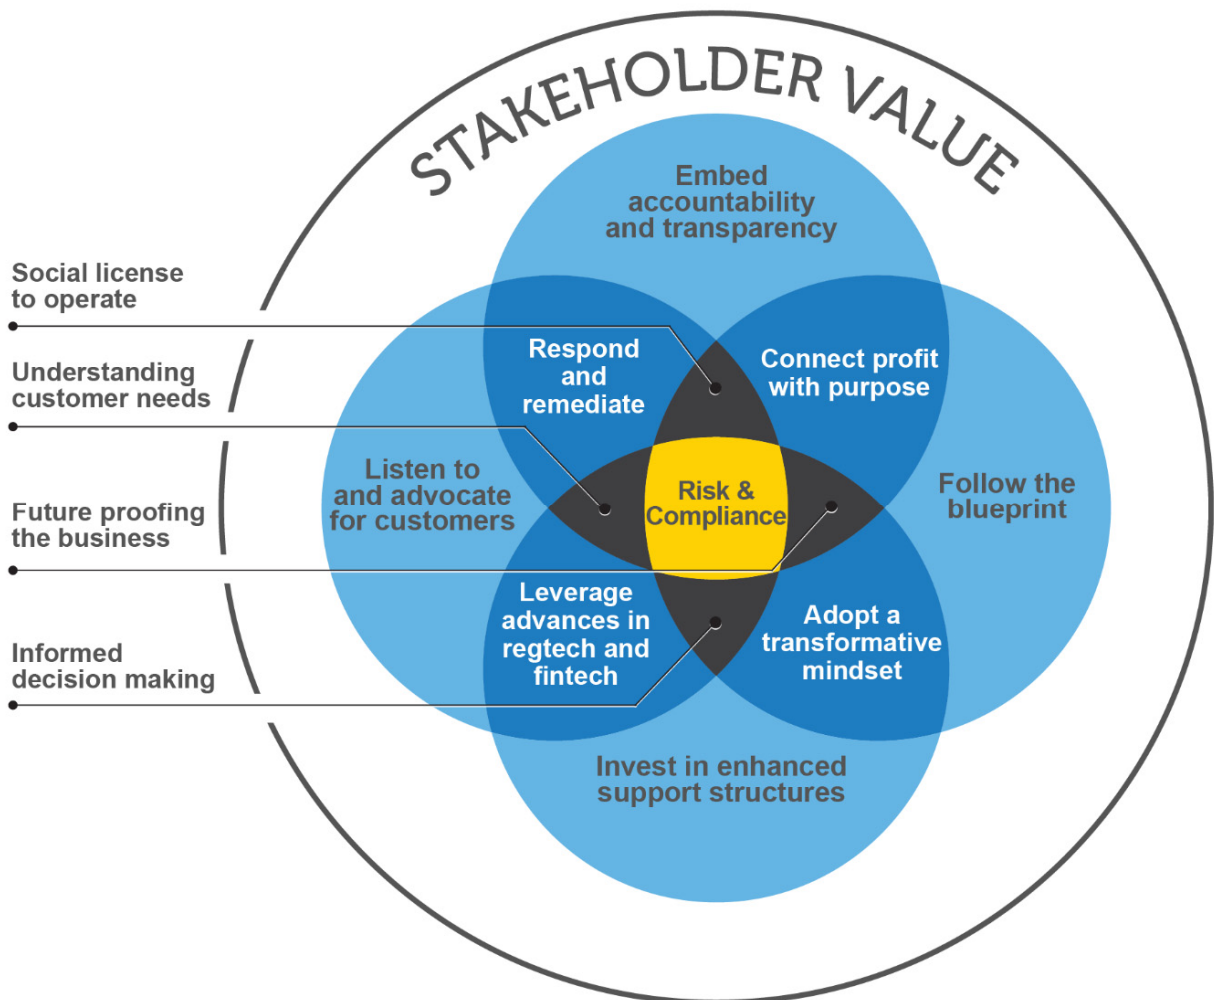 STAKEHOLDER VALUE
Embed
accountability
and transparency
Social license
to operate
Respond
and
remediate
Connect profit
with purpose
Understanding
customer needs
Listen to
and advocate
for customers
Risk &
Compliance
Follow the
blueprint
Future proofing
the business
Leverage
advances in
regtech and
fintech
Adopt a
transformative
mindset
Informed
decision making
Invest in enhanced
support structures